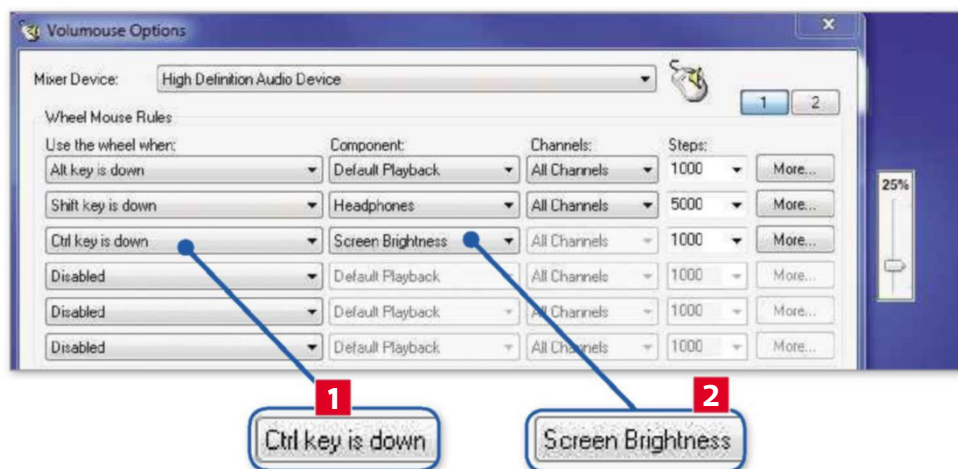 Volumouse Options
x
Mixer Device: High Definition Audio Device
1 2
Wheel Mouse Rules
Use the wheel when: Component: Channels: Steps:
Alt key is down Default Playback All Channels 1000 More...
25%
Shift key is down Headphones All Channels 5000 More...
Ctrl key is down Screen Brightness All Channels 1000 More...
Disabled Default Playback All Channels 1000 More...
Disabled Default Playback All Channels 1000 More...
Disabled Default Playback All Channels 1000 More...
1 2
Ctrl key is down Screen Brightness